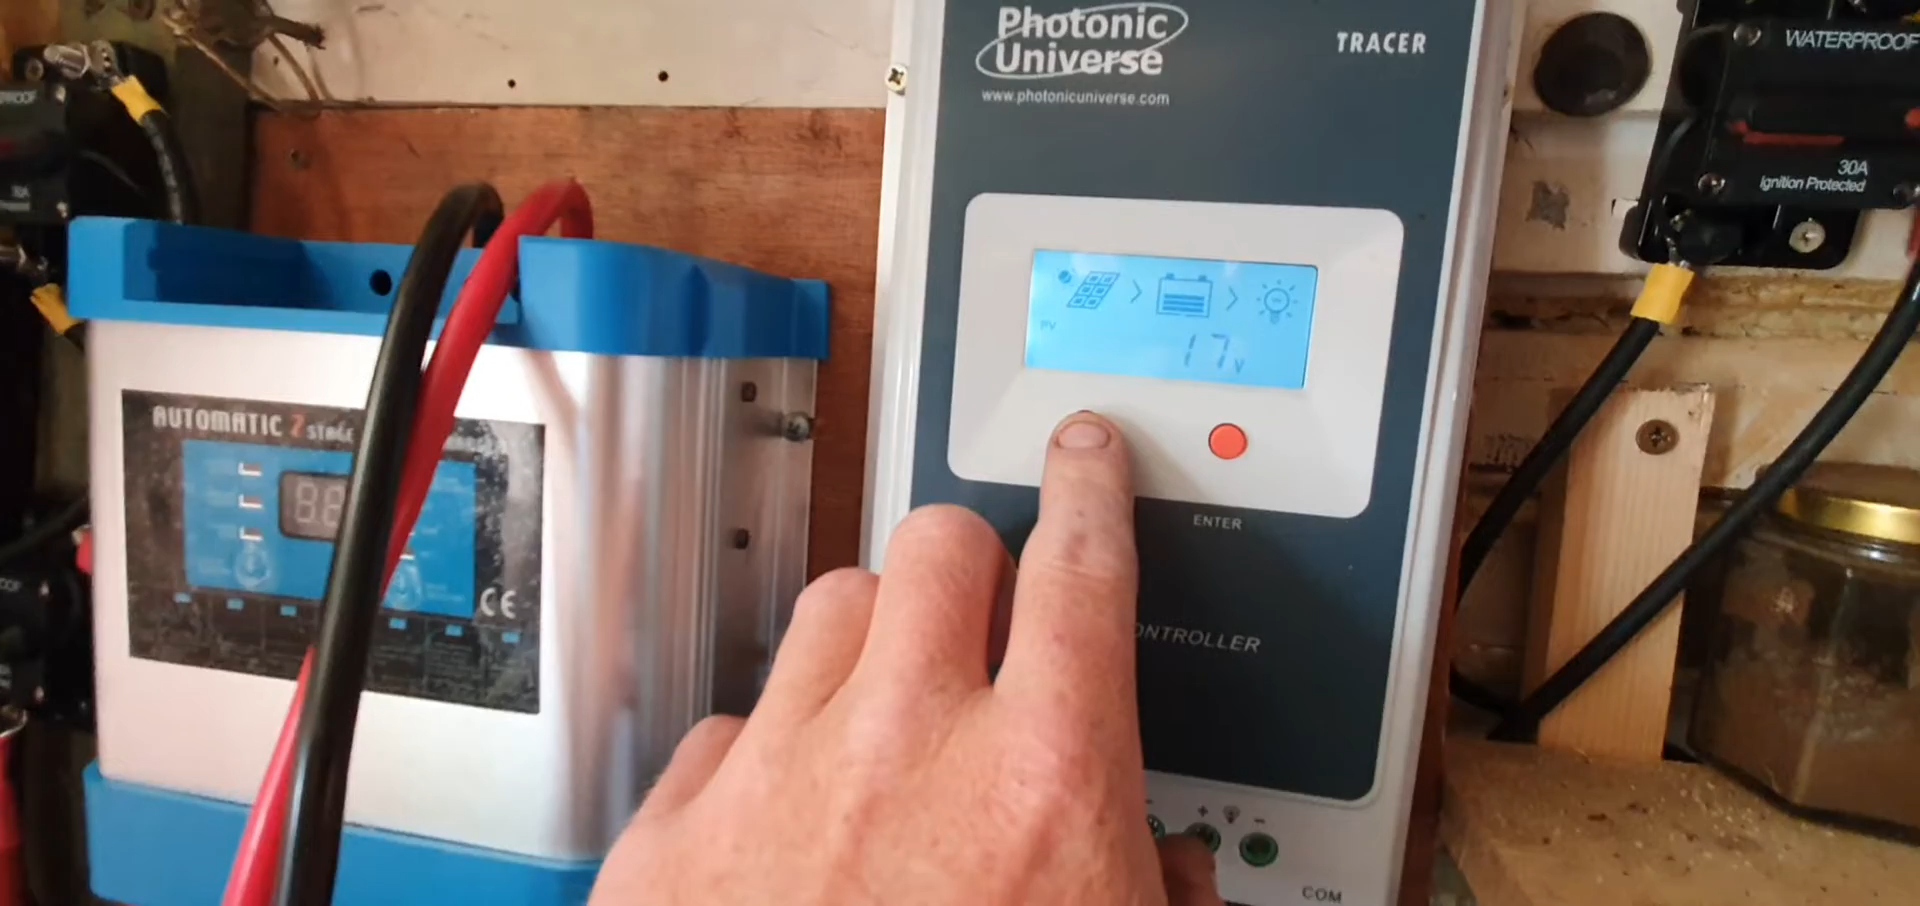 Photonic
Universe
www.photonicuniverse.com
TRACER
WATERPROOF
30A
Ignition Protected
PV
17V
AUTOMATIC 7 STAGE
88
CE
ENTER
ONTROLLER
+
-
COM